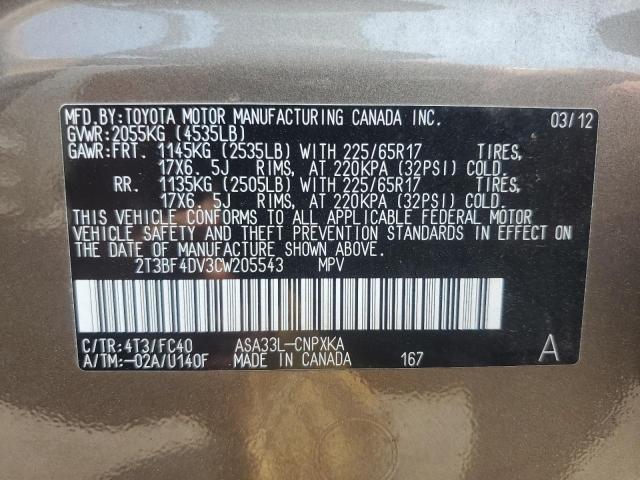 MFD.BY:TOYOTA MOTOR MANUFACTURING CANADA INC. 03/12
GVWR:2055KG (4535LB)
GAWR:FRT. 1145KG (2535LB) WITH 225/65R17 TIRES,
17X6. 5J RIMS, AT 220KPA (32PSI) COLD.
RR. 1135KG (2505LB) WITH 225/65R17 TIRES,
17X6. 5J RIMS, AT 220KPA (32PSI) COLD.
THIS VEHICLE CONFORMS TO ALL APPLICABLE FEDERAL MOTOR
VEHICLE SAFETY AND THEFT PREVENTION STANDARDS IN EFFECT ON
THE DATE OF MANUFACTURE SHOWN ABOVE.
2T3BF4DV3CW205543 MPV
C/TR:4T3/FC40 ASA33L-CNPXKA
A/TM:-02A/U140F MADE IN CANADA 167 A